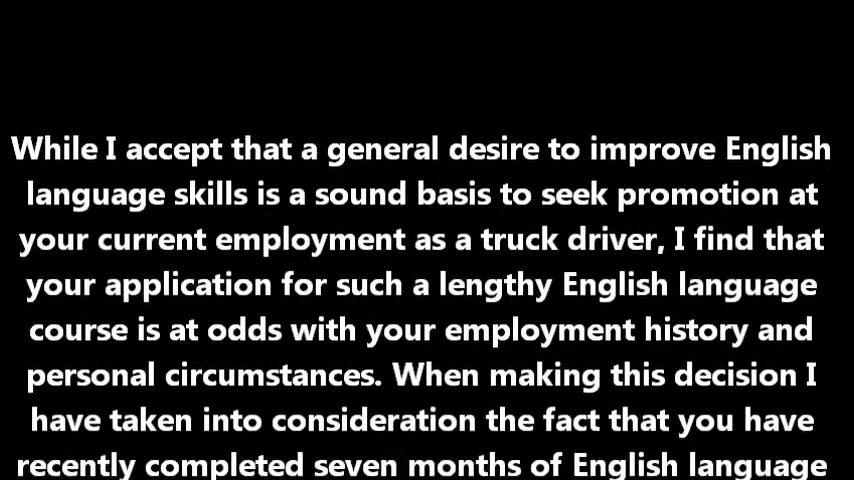 While I accept that a general desire to improve English
language skills is a sound basis to seek promotion at
your current employment as a truck driver, I find that
your application for such a lengthy English language
course is at odds with your employment history and
personal circumstances. When making this decision I
have taken into consideration the fact that you have
recently completed seven months of English language